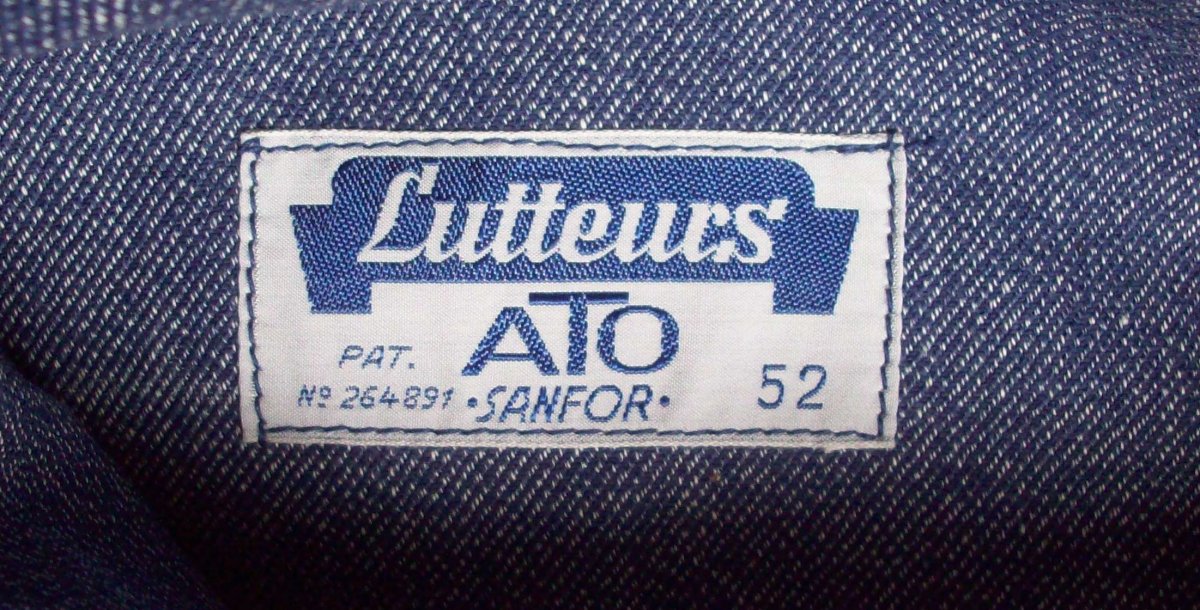 Lutteurs
ATO
PAT.
Nº 264891 ·SANFOR· 52